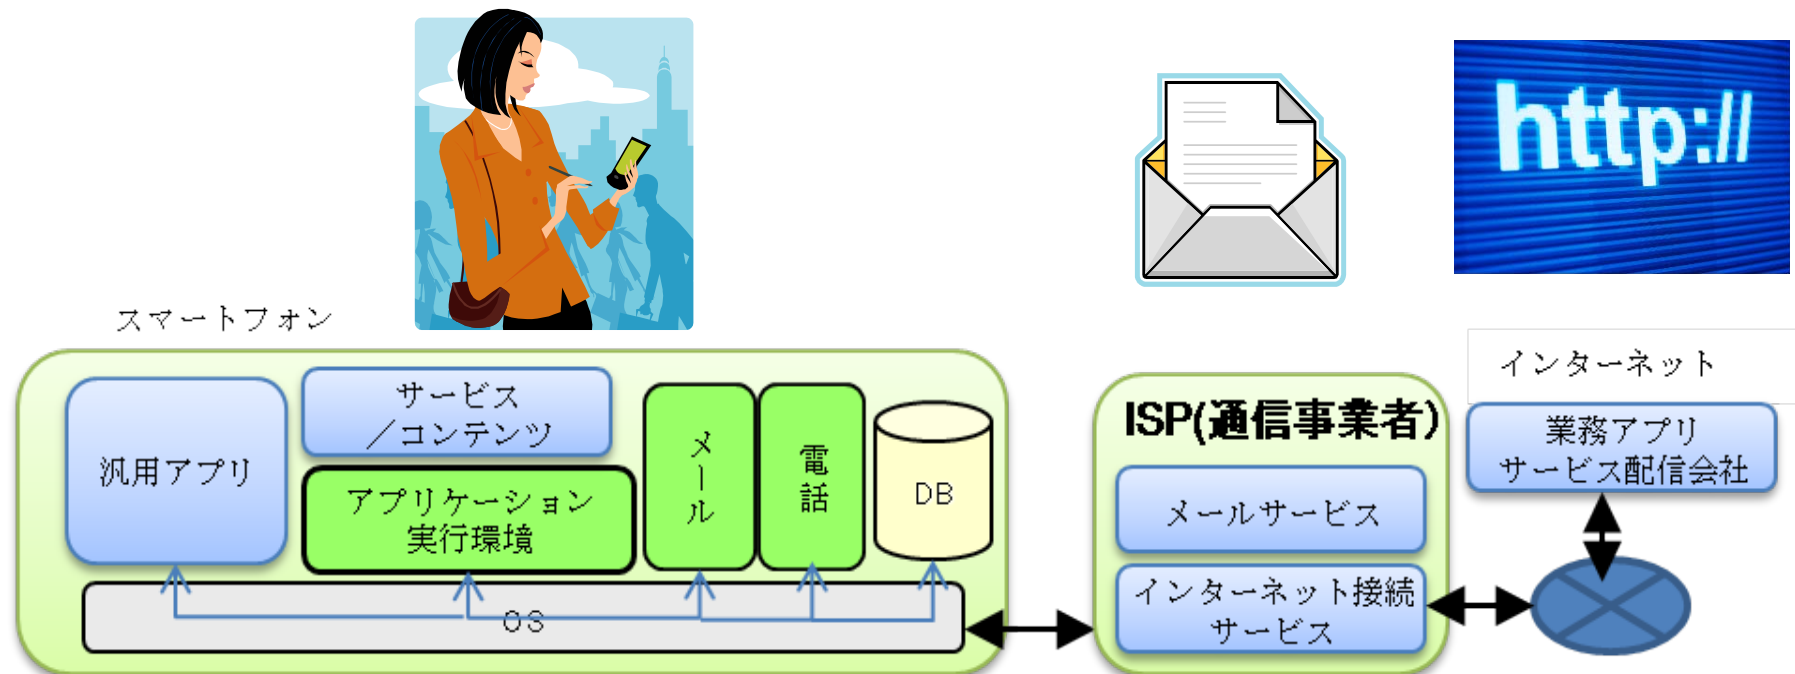 http://
スマートフォン
インターネット
サービス
／コンテンツ
汎用アプリ
アプリケーション
実行環境
メール
電話
DB
OS
ISP(通信事業者)
メールサービス
インターネット接続
サービス
業務アプリ
サービス配信会社